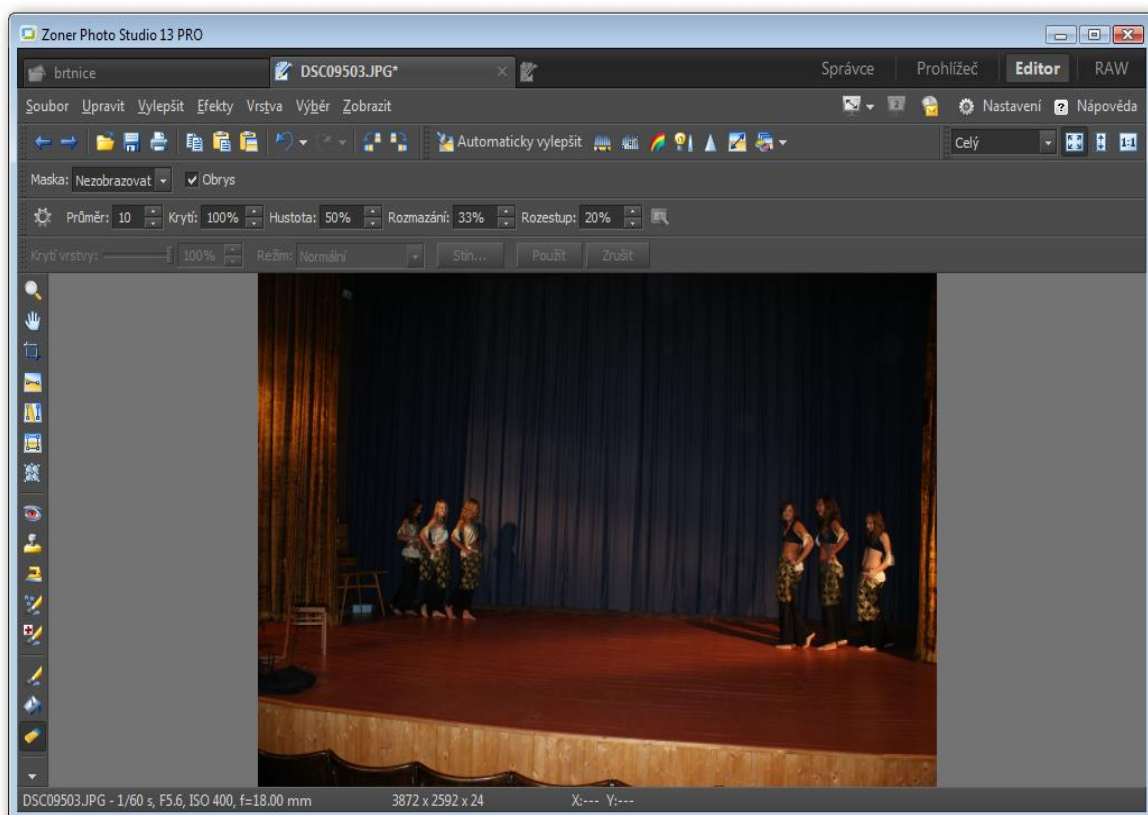 Zoner Photo Studio 13 PRO
brtnice DSC09503.JPG* Správce Prohlížeč Editor RAW
Soubor Upravit Vylepšit Efekty Vrstva Výběr Zobrazit 2 Nastavení ? Nápověda
Automaticky vylepšit Celý 1:1
Maska: Nezobrazovat Obrys
Průměr: 10 Krytí: 100% Hustota: 50% Rozmazání: 33% Rozestup: 20%
Krytí vrstvy: 100% Režim: Normální Stín... Použít Zrušit
DSC09503.JPG - 1/60 s, F5.6, ISO 400, f=18.00 mm 3872 x 2592 x 24 X:--- Y:---